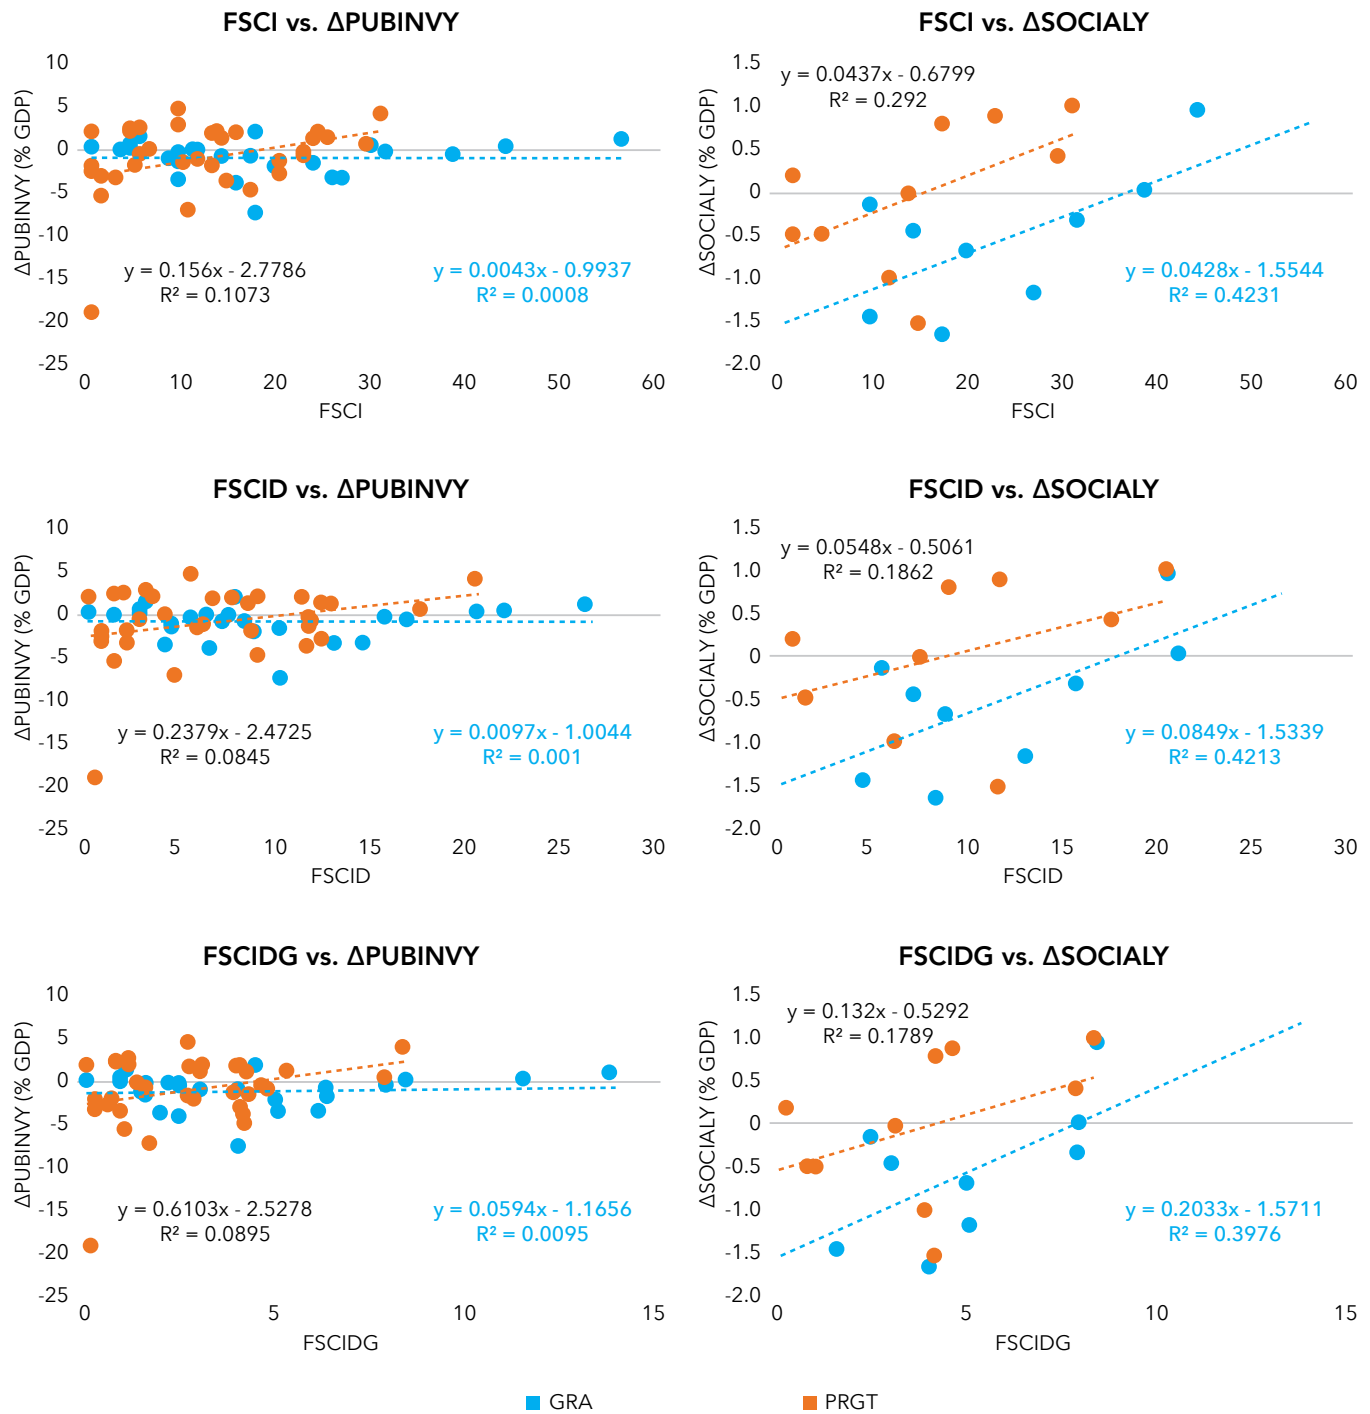 FSCI vs. ΔPUBINVY
ΔPUBINVY (% GDP)
10
5
0
-5
-10
-15
-20
-25
y = 0.156x - 2.7786
R² = 0.1073
y = 0.0043x - 0.9937
R² = 0.0008
0 10 20 30 40 50 60
FSCI
FSCI vs. ΔSOCIALY
ΔSOCIALY (% GDP)
1.5
1.0
0.5
0
-0.5
-1.0
-1.5
-2.0
y = 0.0437x - 0.6799
R² = 0.292
y = 0.0428x - 1.5544
R² = 0.4231
0 10 20 30 40 50 60
FSCI
FSCID vs. ΔPUBINVY
ΔPUBINVY (% GDP)
10
5
0
-5
-10
-15
-20
-25
y = 0.2379x - 2.4725
R² = 0.0845
y = 0.0097x - 1.0044
R² = 0.001
0 5 10 15 20 25 30
FSCID
FSCID vs. ΔSOCIALY
ΔSOCIALY (% GDP)
1.5
1.0
0.5
0
-0.5
-1.0
-1.5
-2.0
y = 0.0548x - 0.5061
R² = 0.1862
y = 0.0849x - 1.5339
R² = 0.4213
0 5 10 15 20 25 30
FSCID
FSCIDG vs. ΔPUBINVY
ΔPUBINVY (% GDP)
10
5
0
-5
-10
-15
-20
-25
y = 0.6103x - 2.5278
R² = 0.0895
y = 0.0594x - 1.1656
R² = 0.0095
0 5 10 15
FSCIDG
FSCIDG vs. ΔSOCIALY
ΔSOCIALY (% GDP)
1.5
1.0
0.5
0
-0.5
-1.0
-1.5
-2.0
y = 0.132x - 0.5292
R² = 0.1789
y = 0.2033x - 1.5711
R² = 0.3976
0 5 10 15
FSCIDG
GRA PRGT